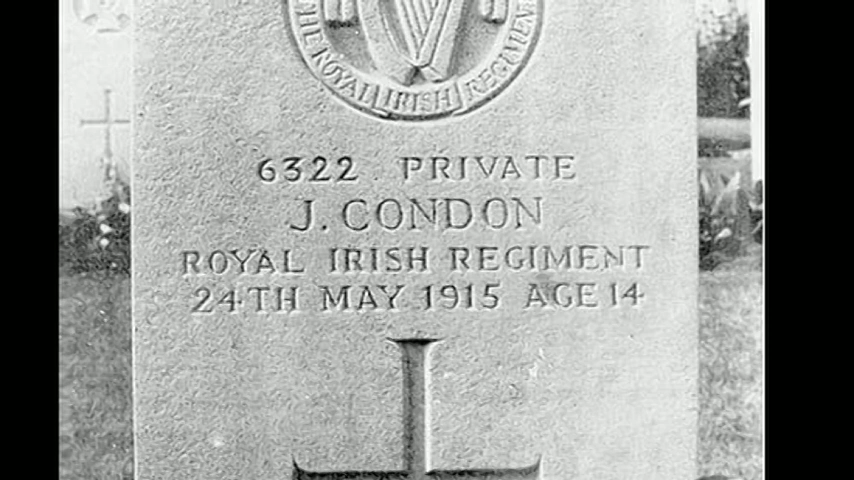 THE ROYAL IRISH REGIMENT
6322 PRIVATE
J. CONDON
ROYAL IRISH REGIMENT
24TH MAY 1915 AGE 14